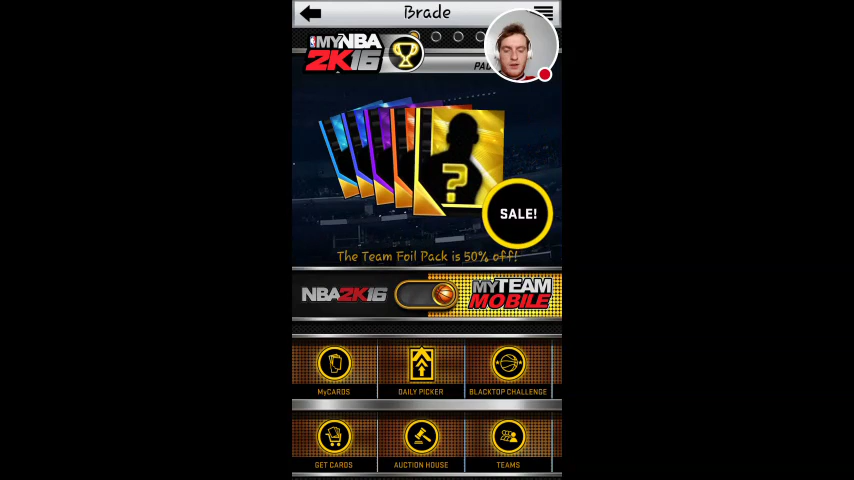 Brade
MYNBA
2K16
PAC
?
SALE!
The Team Foil Pack is 50% off!
NBA2K16
MYTEAM
MOBILE
MyCARDS
DAILY PICKER
BLACKTOP CHALLENGE
GET CARDS
AUCTION HOUSE
TEAMS